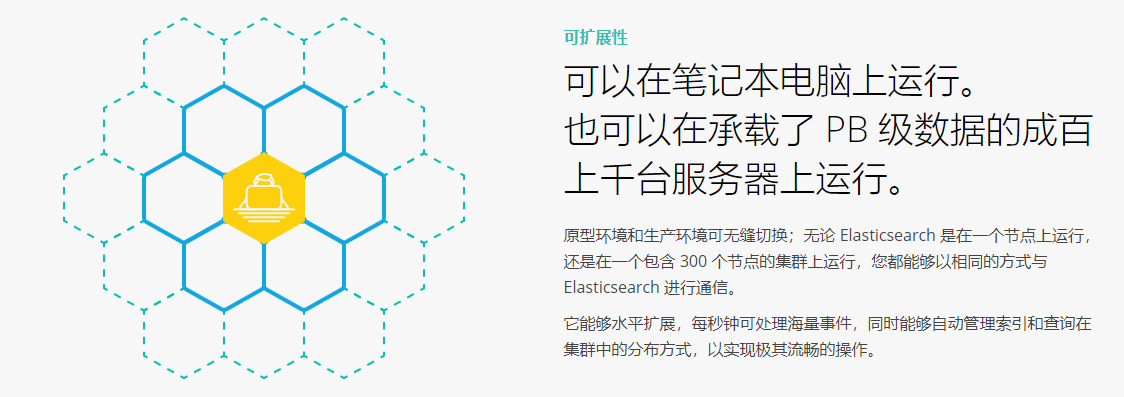 可扩展性
可以在笔记本电脑上运行。
也可以在承载了 PB 级数据的成百
上千台服务器上运行。
原型环境和生产环境可无缝切换；无论 Elasticsearch 是在一个节点上运行，
还是在一个包含 300 个节点的集群上运行，您都能够以相同的方式与
Elasticsearch 进行通信。
它能够水平扩展，每秒钟可处理海量事件，同时能够自动管理索引和查询在
集群中的分布方式，以实现极其流畅的操作。